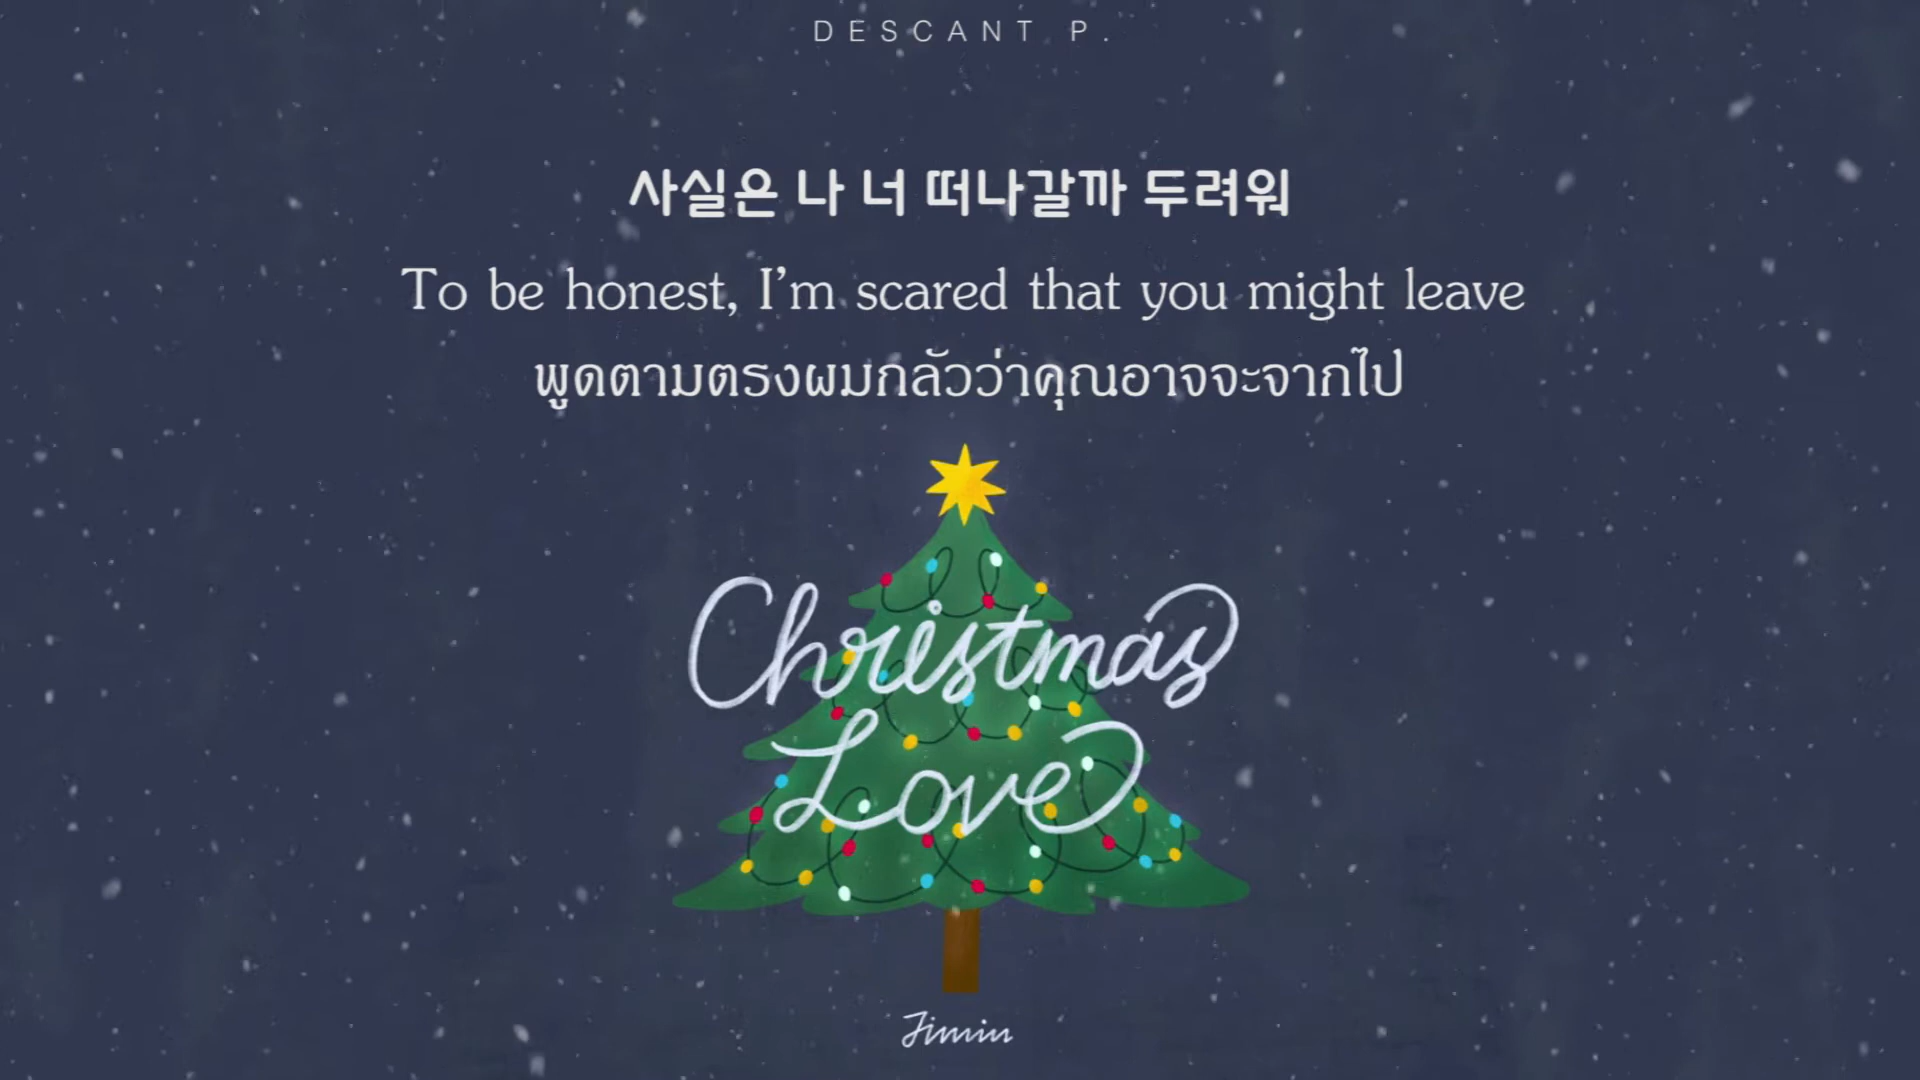 DESCANT P.
사실은 나 너 떠나갈까 두려워
To be honest, I'm scared that you might leave
พูดตามตรงผมกลัวว่าคุณอาจจะจากไป
Christmas
Love
Jimin